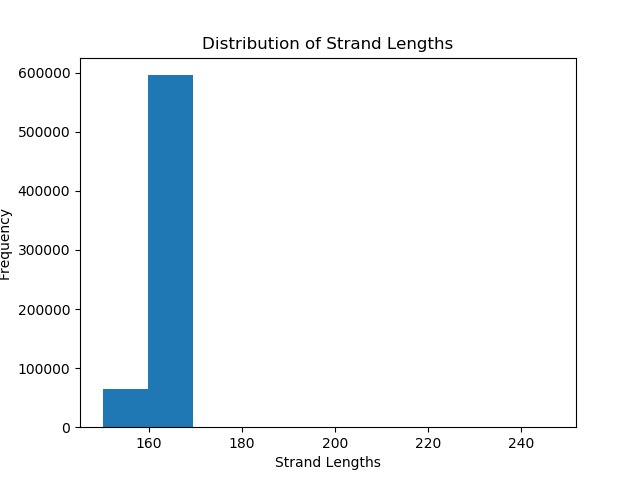 Distribution of Strand Lengths
600000
500000
400000
300000
200000
100000
0
Frequency
160 180 200 220 240
Strand Lengths